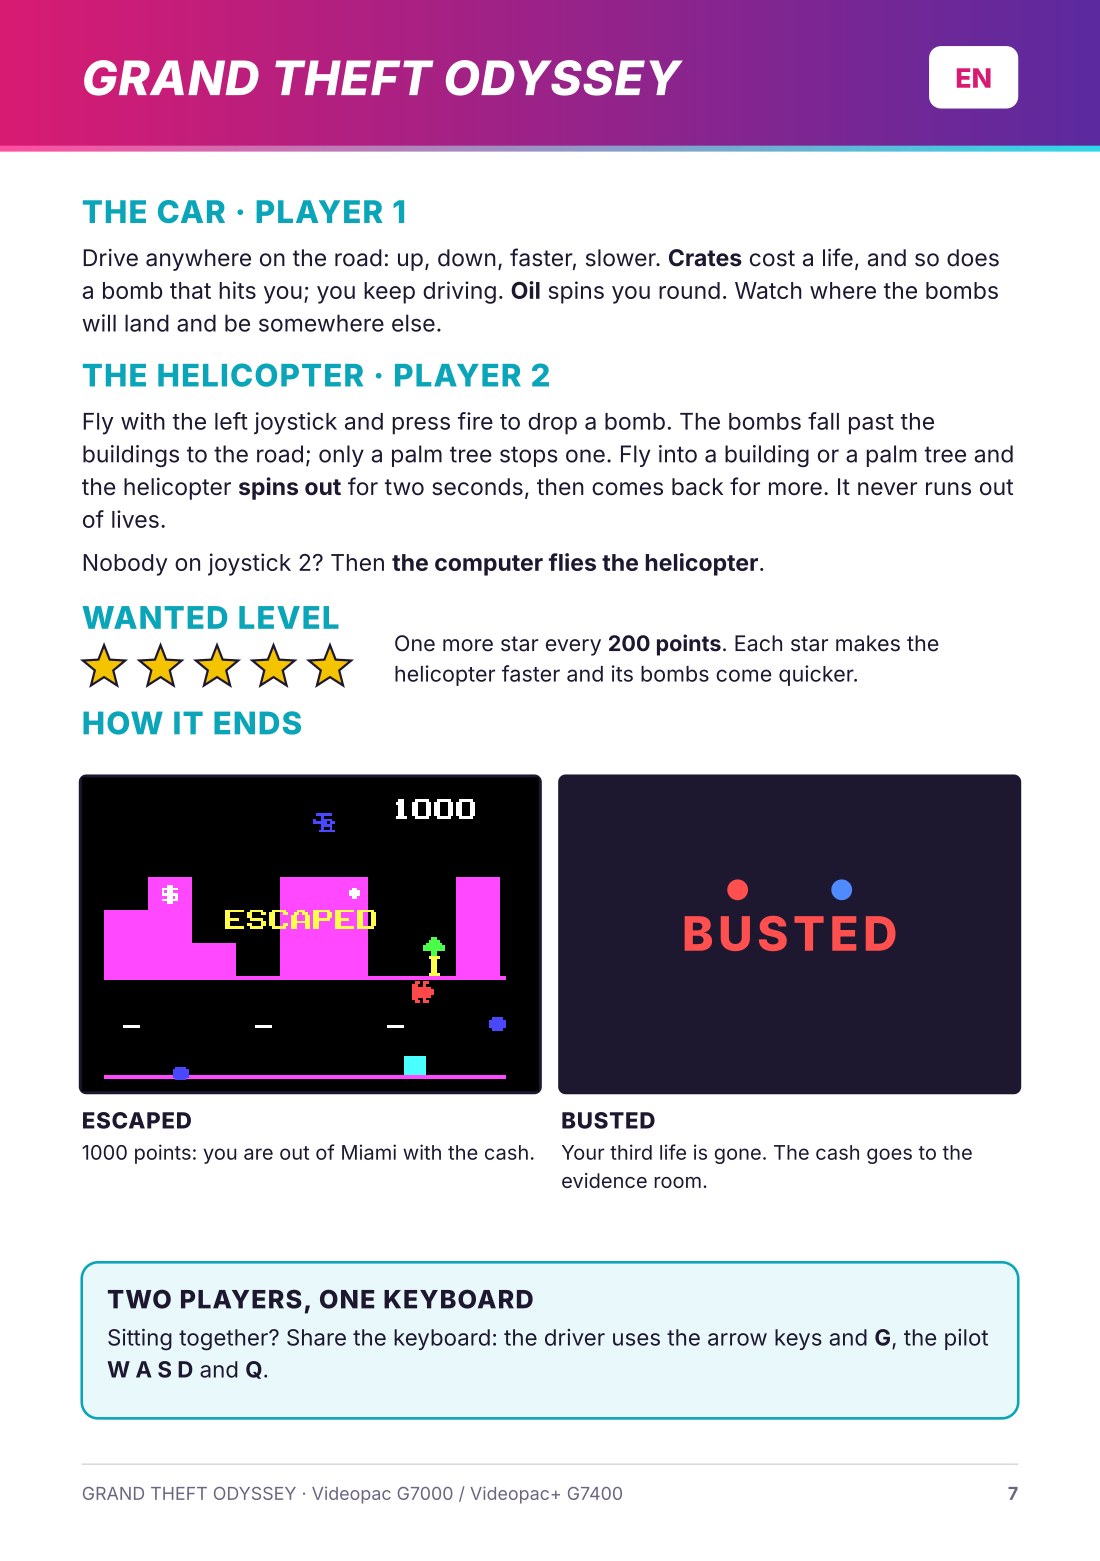 GRAND THEFT ODYSSEY
EN
THE CAR · PLAYER 1
Drive anywhere on the road: up, down, faster, slower. Crates cost a life, and so does
a bomb that hits you; you keep driving. Oil spins you round. Watch where the bombs
will land and be somewhere else.
THE HELICOPTER · PLAYER 2
Fly with the left joystick and press fire to drop a bomb. The bombs fall past the
buildings to the road; only a palm tree stops one. Fly into a building or a palm tree and
the helicopter spins out for two seconds, then comes back for more. It never runs out
of lives.
Nobody on joystick 2? Then the computer flies the helicopter.
WANTED LEVEL
One more star every 200 points. Each star makes the
helicopter faster and its bombs come quicker.
HOW IT ENDS
1000
$
ESCAPED
BUSTED
ESCAPED
1000 points: you are out of Miami with the cash.
BUSTED
Your third life is gone. The cash goes to the
evidence room.
TWO PLAYERS, ONE KEYBOARD
Sitting together? Share the keyboard: the driver uses the arrow keys and G, the pilot
W A S D and Q.
GRAND THEFT ODYSSEY · Videopac G7000 / Videopac+ G7400
7